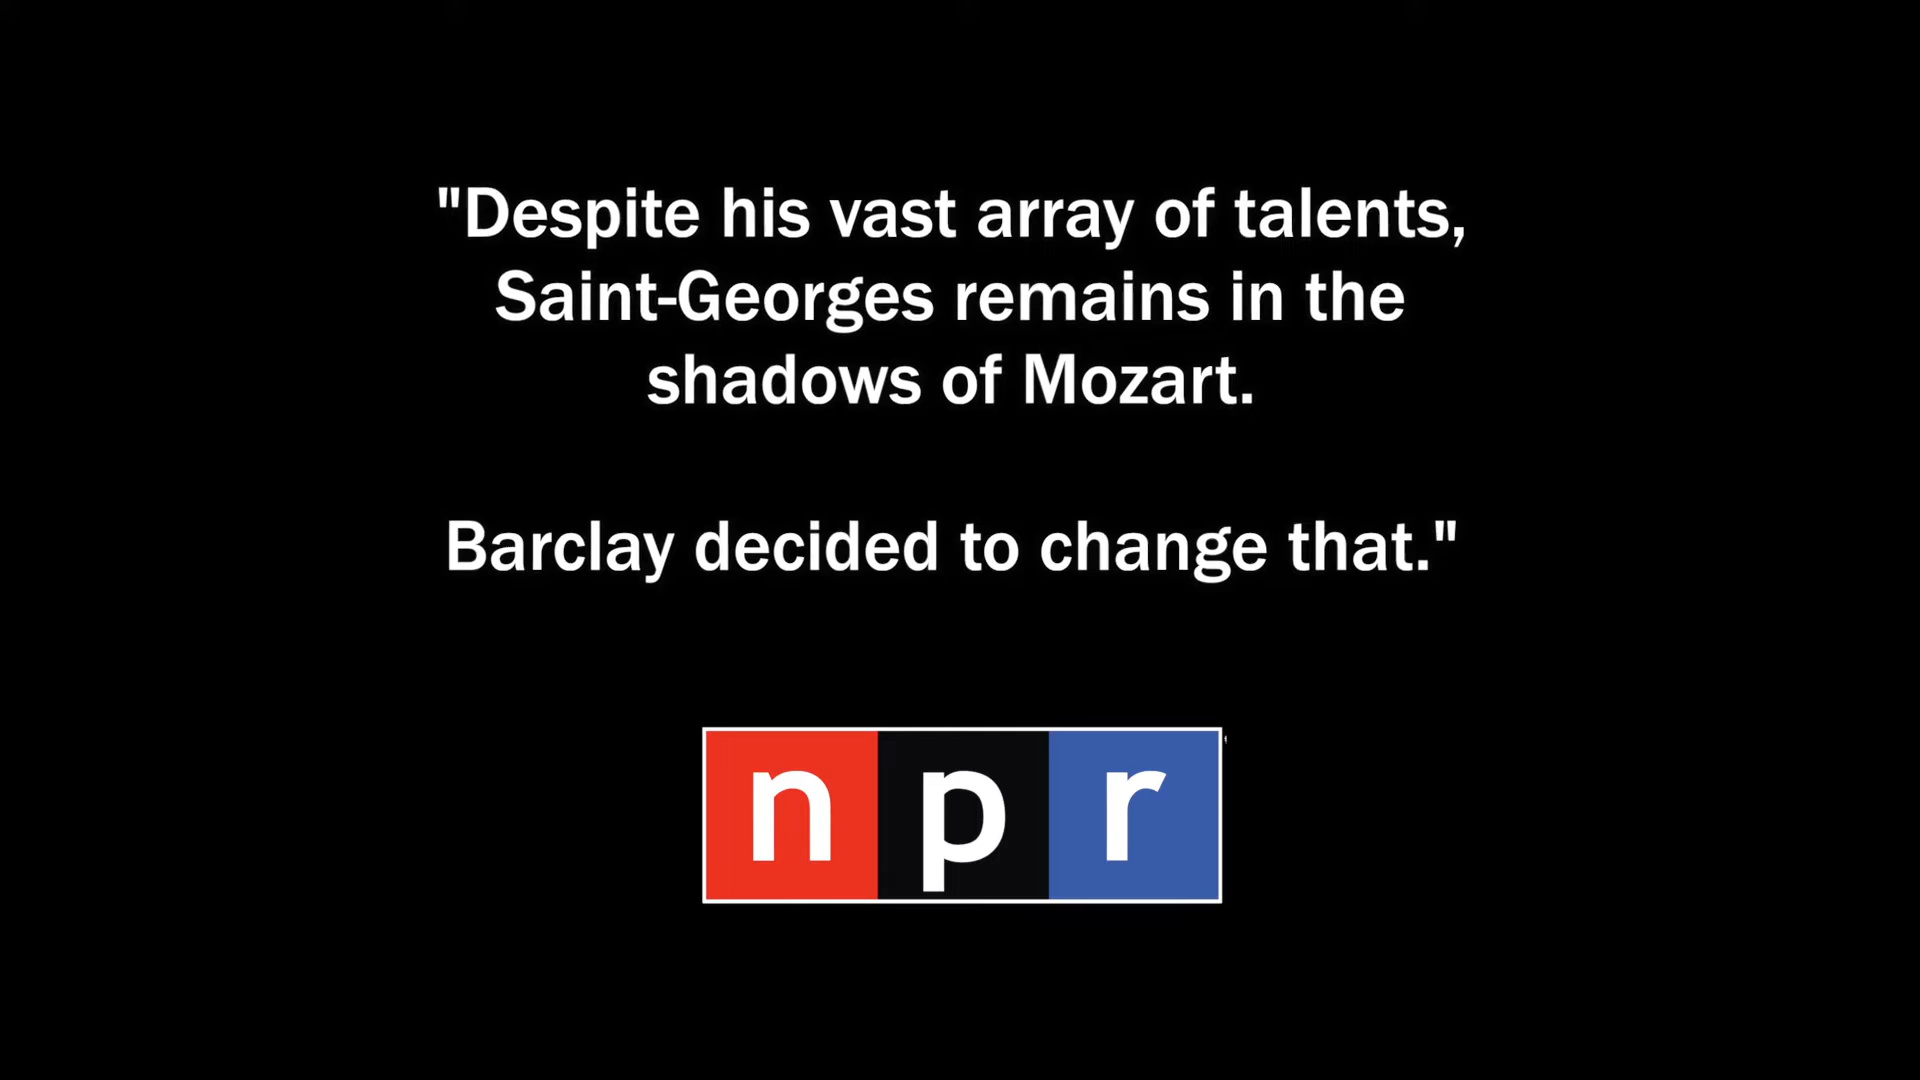 "Despite his vast array of talents,
Saint-Georges remains in the
shadows of Mozart.
Barclay decided to change that."
npr